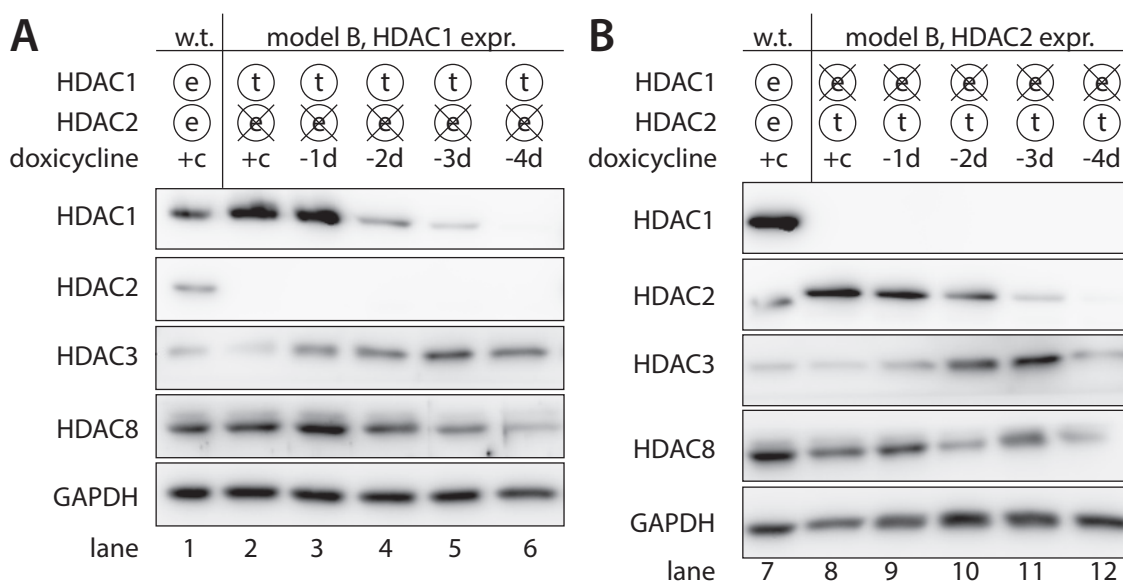 A
w.t. model B, HDAC1 expr.
HDAC1 e t t t t t
HDAC2 e e e e e e
doxicycline +c +c -1d -2d -3d -4d
HDAC1
HDAC2
HDAC3
HDAC8
GAPDH
lane 1 2 3 4 5 6
B
w.t. model B, HDAC2 expr.
HDAC1 e e e e e e
HDAC2 e t t t t t
doxicycline +c +c -1d -2d -3d -4d
HDAC1
HDAC2
HDAC3
HDAC8
GAPDH
lane 7 8 9 10 11 12